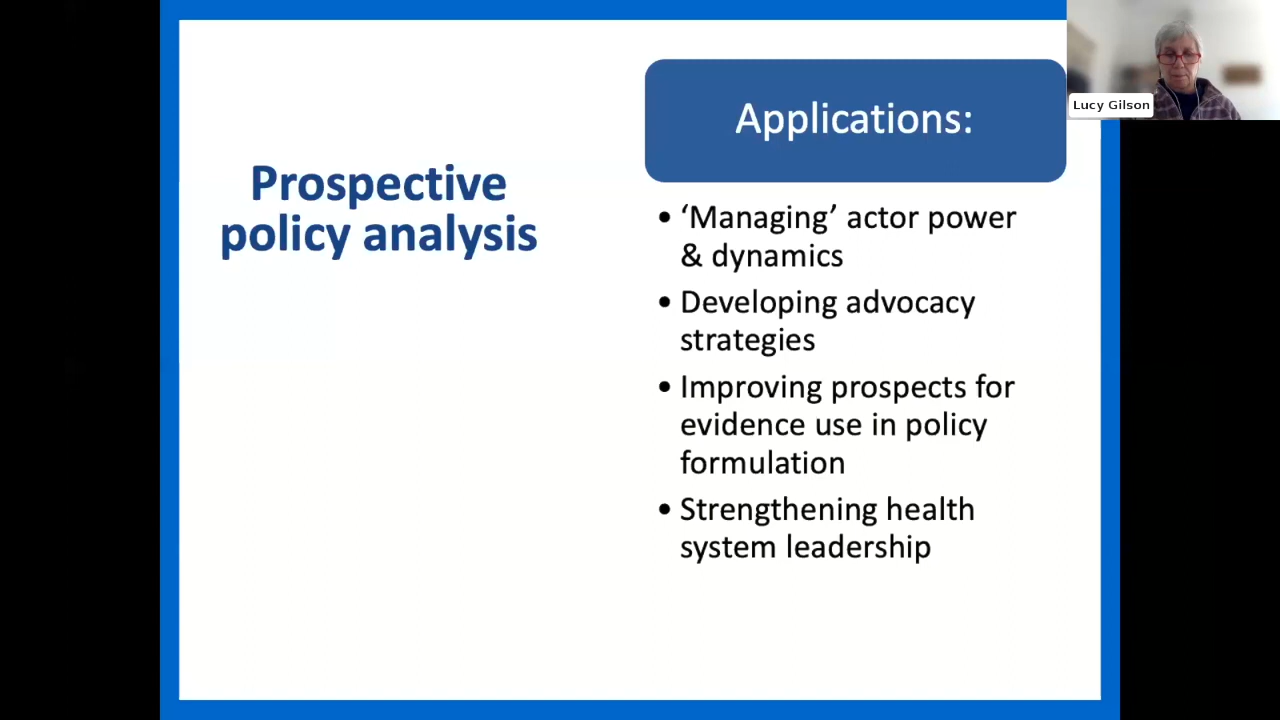 Prospective
policy analysis
Applications:
• ‘Managing’ actor power
& dynamics
• Developing advocacy
strategies
• Improving prospects for
evidence use in policy
formulation
• Strengthening health
system leadership
Lucy Gilson